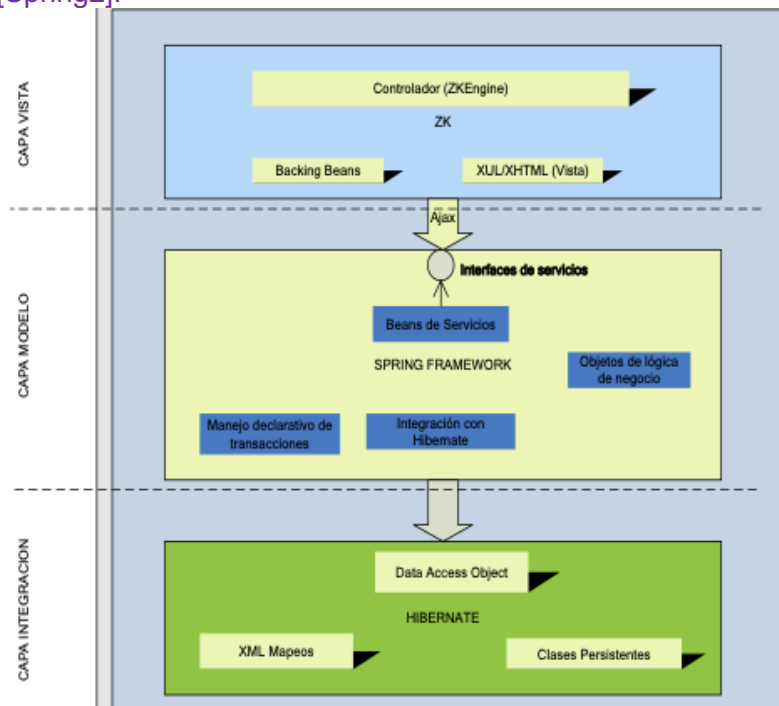 [Spring2].
CAPA VISTA
Controlador (ZKEngine)
ZK
Backing Beans
XUL/XHTML (Vista)
Ajax
CAPA MODELO
Interfaces de servicios
Beans de Servicios
SPRING FRAMEWORK
Objetos de lógica
de negocio
Manejo declarativo de
transacciones
Integración con
Hibernate
CAPA INTEGRACION
Data Access Object
HIBERNATE
XML Mapeos
Clases Persistentes